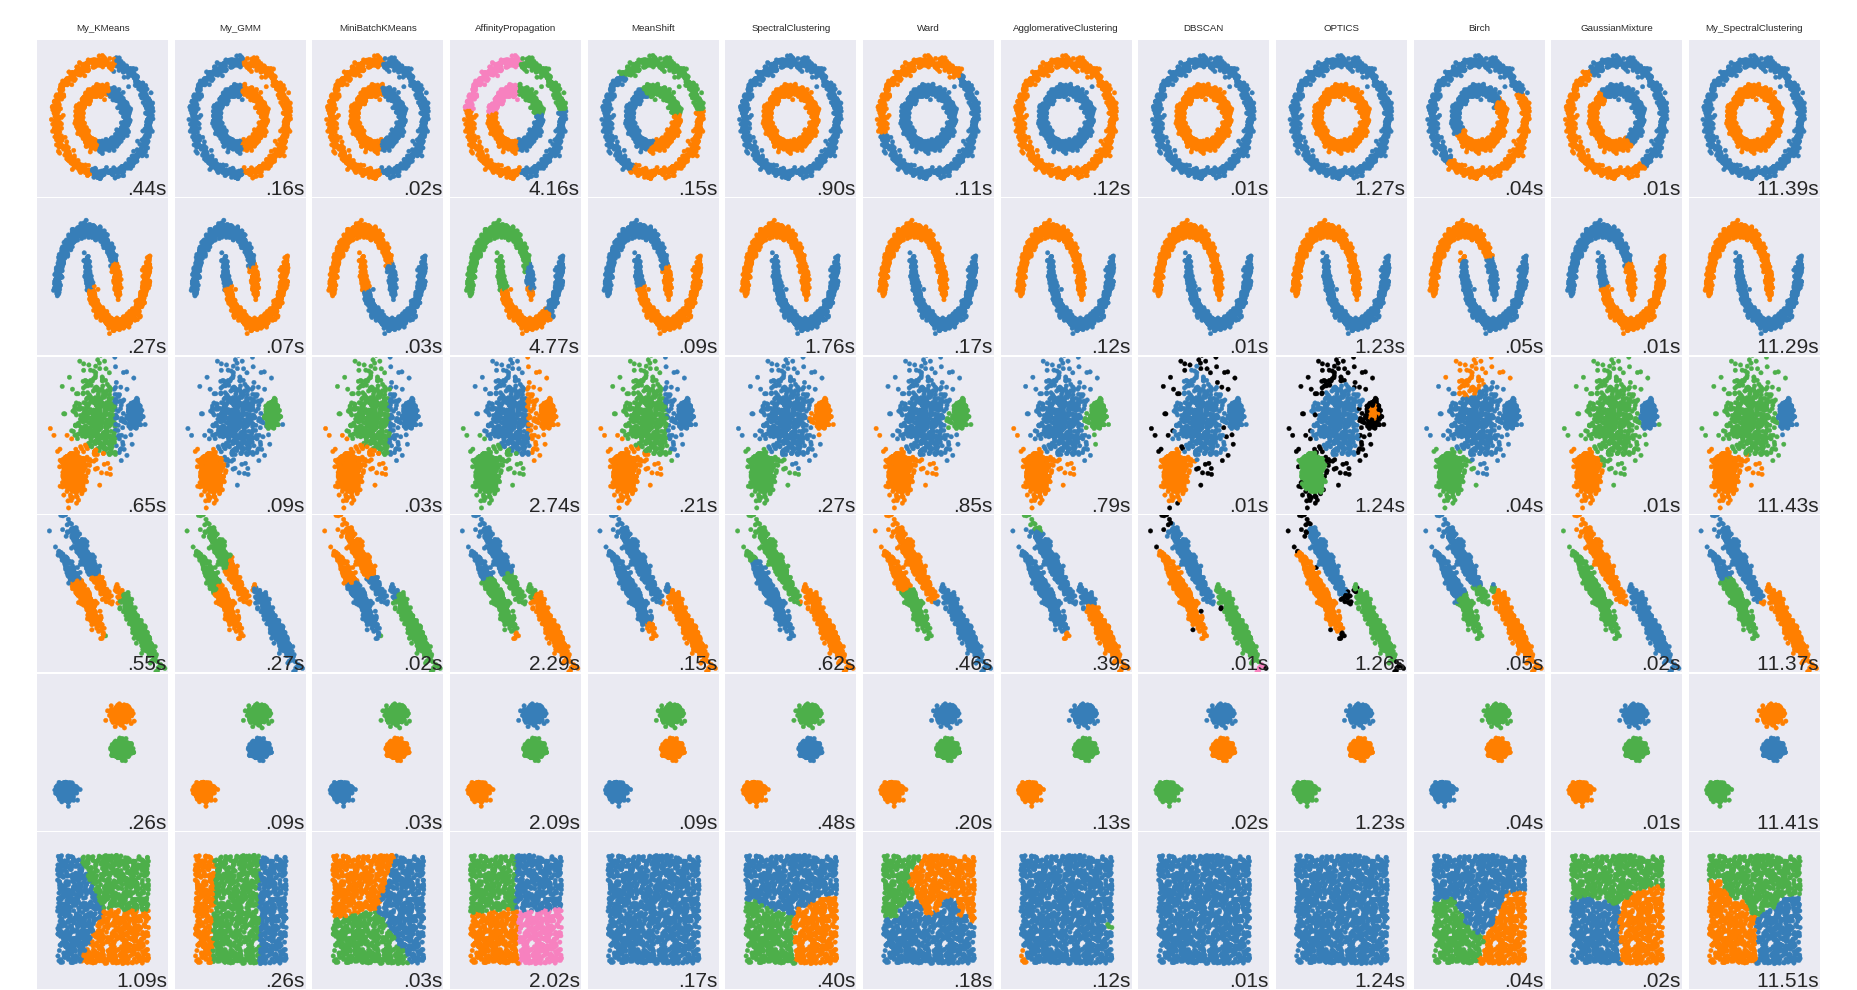 My_KMeans My_GMM MiniBatchKMeans AffinityPropagation MeanShift SpectralClustering Ward AgglomerativeClustering DBSCAN OPTICS Birch GaussianMixture My_SpectralClustering
.44s .16s .02s 4.16s .15s .90s .11s .12s .01s 1.27s .04s .01s 11.39s
.27s .07s .03s 4.77s .09s 1.76s .17s .12s .01s 1.23s .05s .01s 11.29s
.65s .09s .03s 2.74s .21s .27s .85s .79s .01s 1.24s .04s .01s 11.43s
.55s .27s .02s 2.29s .15s .62s .46s .39s .01s 1.26s .05s .02s 11.37s
.26s .09s .03s 2.09s .09s .48s .20s .13s .02s 1.23s .04s .01s 11.41s
1.09s .26s .03s 2.02s .17s .40s .18s .12s .01s 1.24s .04s .02s 11.51s